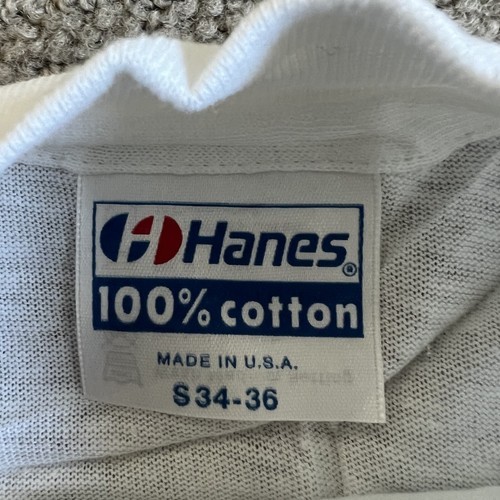 Hanes®
100% cotton
MADE IN U.S.A.
S 34-36